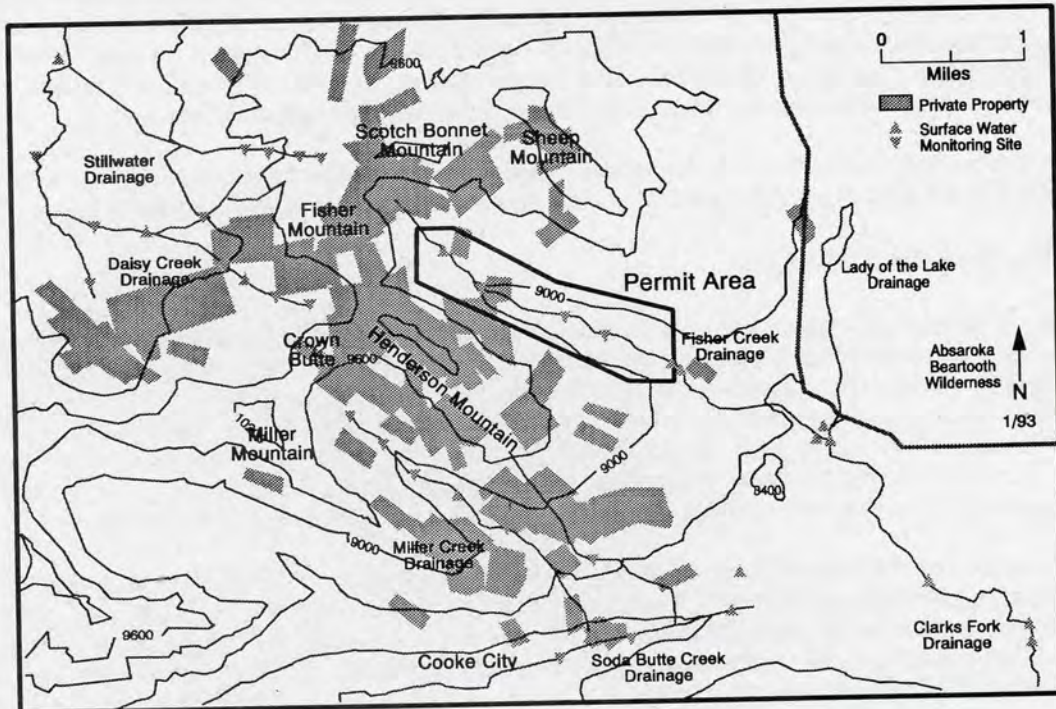 0 1
Miles
Private Property
Surface Water
Monitoring Site
9600
Scotch Bonnet
Mountain
Sheep
Mountain
Stillwater
Drainage
Fisher
Mountain
Daisy Creek
Drainage
Permit Area
Lady of the Lake
Drainage
9000
Fisher Creek
Drainage
Absaroka
Beartooth
Wilderness
N
1/93
Crown
Butte
9600
Henderson Mountain
Miller
Mountain
9000
8400
9000
Miller Creek
Drainage
9600
Cooke City
Soda Butte Creek
Drainage
Clarks Fork
Drainage